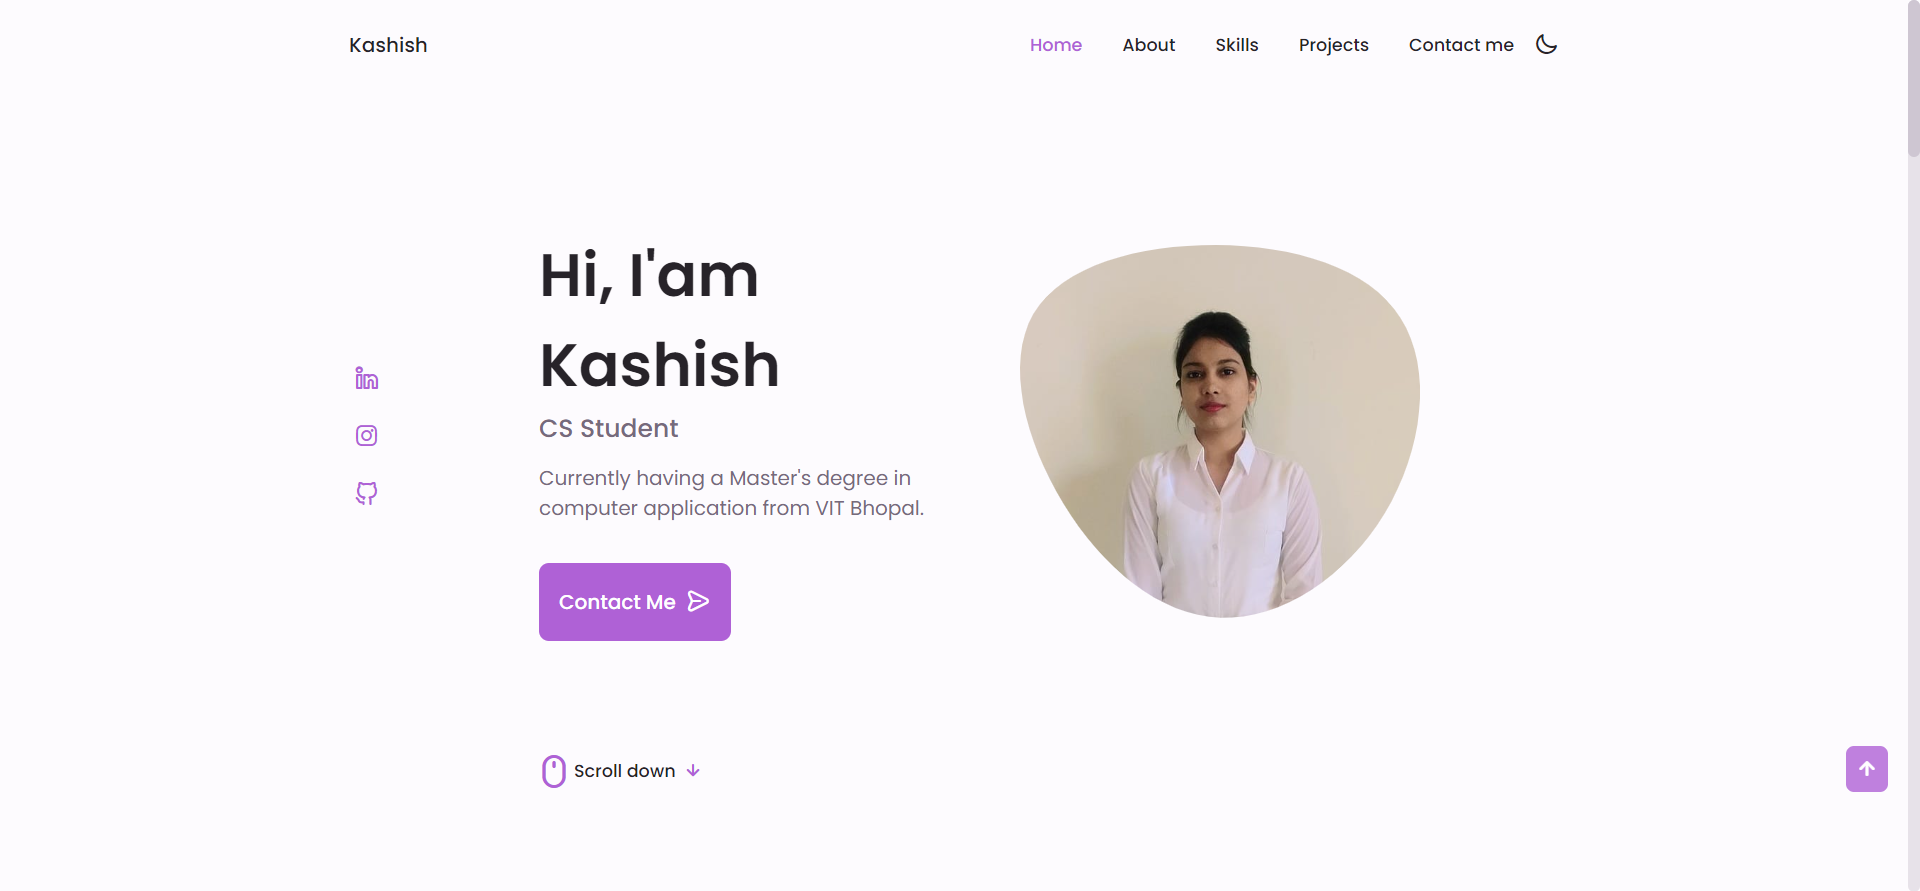 Kashish
Home About Skills Projects Contact me
Hi, I'am
Kashish
CS Student
Currently having a Master's degree in
computer application from VIT Bhopal.
Contact Me
Scroll down